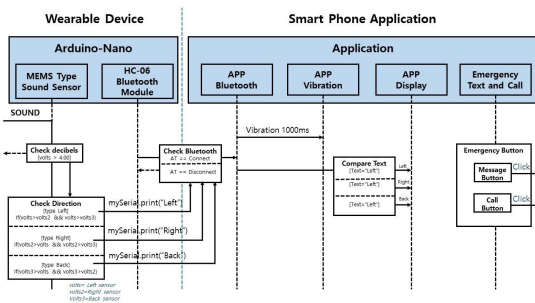 Wearable Device
Smart Phone Application
Arduino-Nano
Application
MEMS Type
Sound Sensor
HC-06
Bluetooth
Module
APP
Bluetooth
APP
Vibration
APP
Display
Emergency
Text and Call
SOUND
Check decibels
[volts > 4.00]
Check Bluetooth
AT == Connect
AT == Disconnect
Vibration 1000ms
Compare Text
[Text="Left"]
[Text="Left"]
[Text="Left"]
Left
Right
Back
Emergency Button
Message
Button
Click
Call
Button
Click
Check Direction
[type Left]
If(volts>volts2 && volts>volts3)
[type Right]
If(volts2>volts && volts2>volts3)
[type Back]
If(volts3>volts && volts3>volts2)
mySerial.print("Left")
mySerial.print("Right")
mySerial.print("Back")
volts= Left sensor
volts2=Right sensor
Volts3=Back sensor